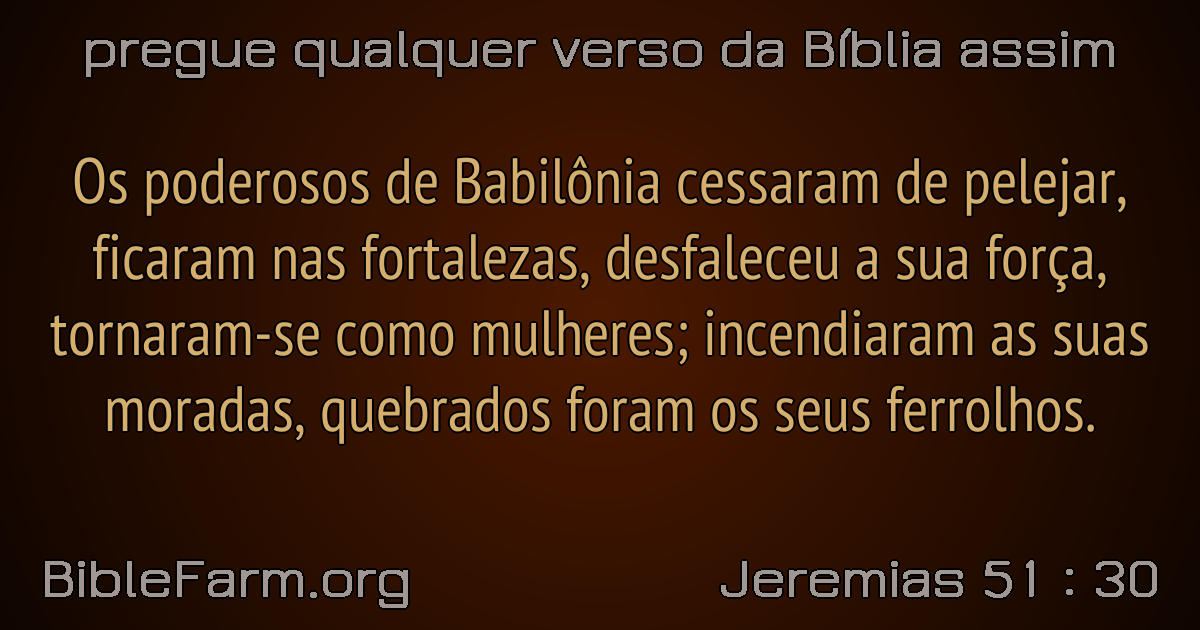 pregue qualquer verso da Bíblia assim
Os poderosos de Babilônia cessaram de pelejar,
ficaram nas fortalezas, desfaleceu a sua força,
tornaram-se como mulheres; incendiaram as suas
moradas, quebrados foram os seus ferrolhos.
BibleFarm.org
Jeremias 51 : 30